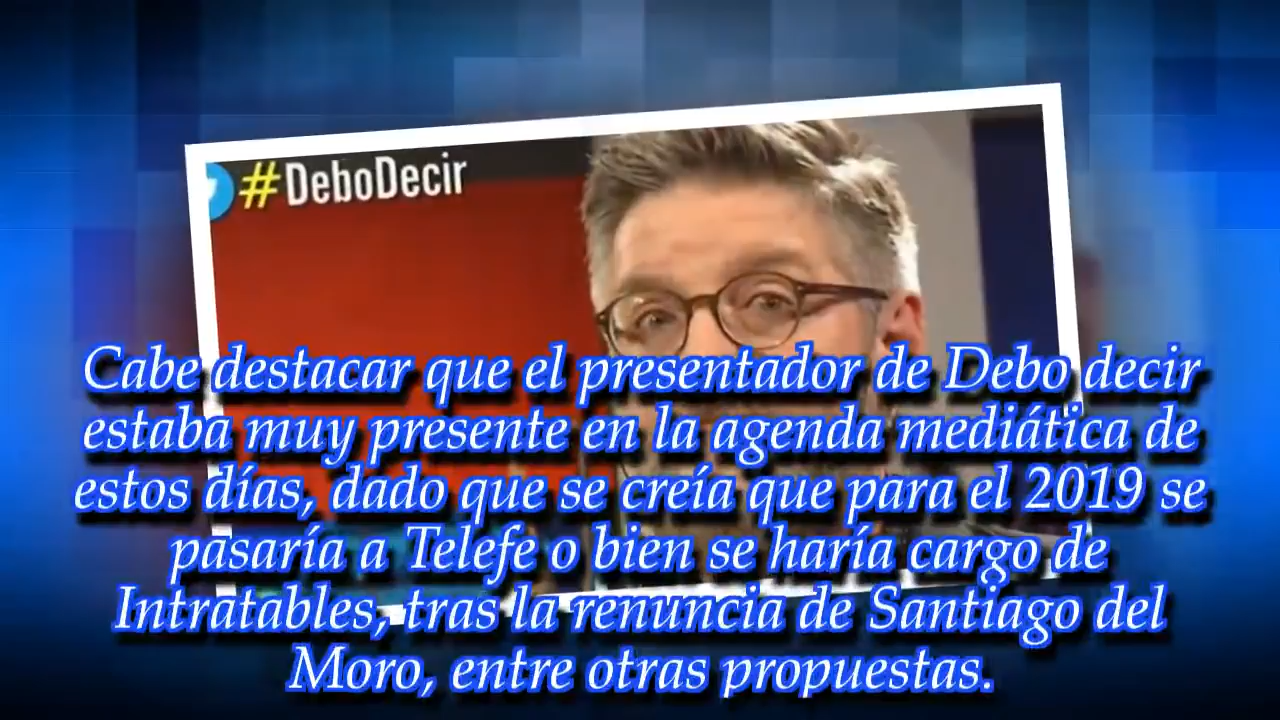 #DeboDecir
Cabe destacar que el presentador de Debo decir
estaba muy presente en la agenda mediática de
estos días, dado que se creía que para el 2019 se
pasaría a Telefe o bien se haría cargo de
Intratables, tras la renuncia de Santiago del
Moro, entre otras propuestas.